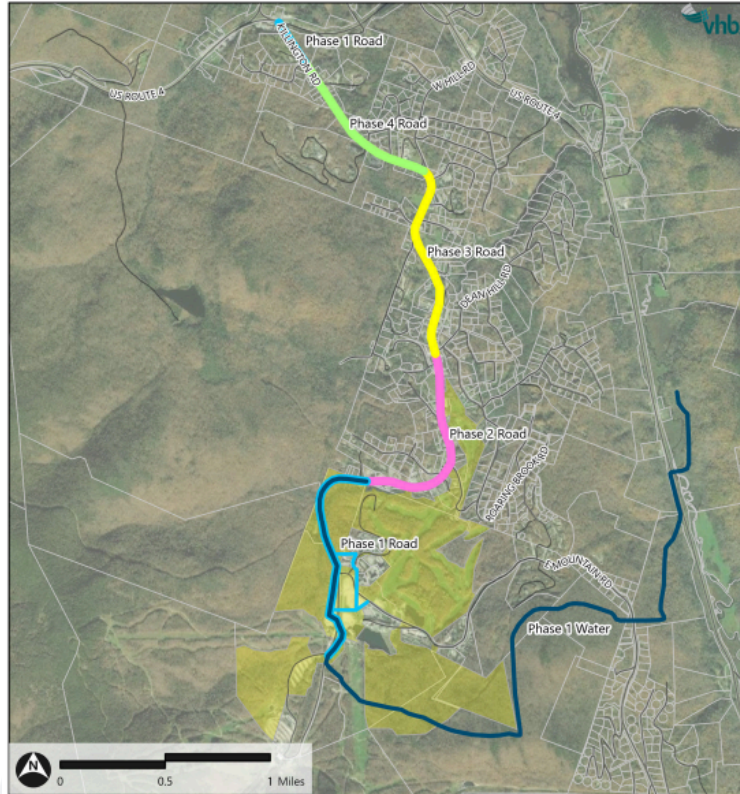 vhb
Phase 1 Road
KILLINGTON RD
W HILL RD
US ROUTE 4
US ROUTE 4
Phase 4 Road
Phase 3 Road
DEAN HILL RD
Phase 2 Road
ROARING BROOK RD
Phase 1 Road
E MOUNTAIN RD
Phase 1 Water
N
0
0.5
1 Miles